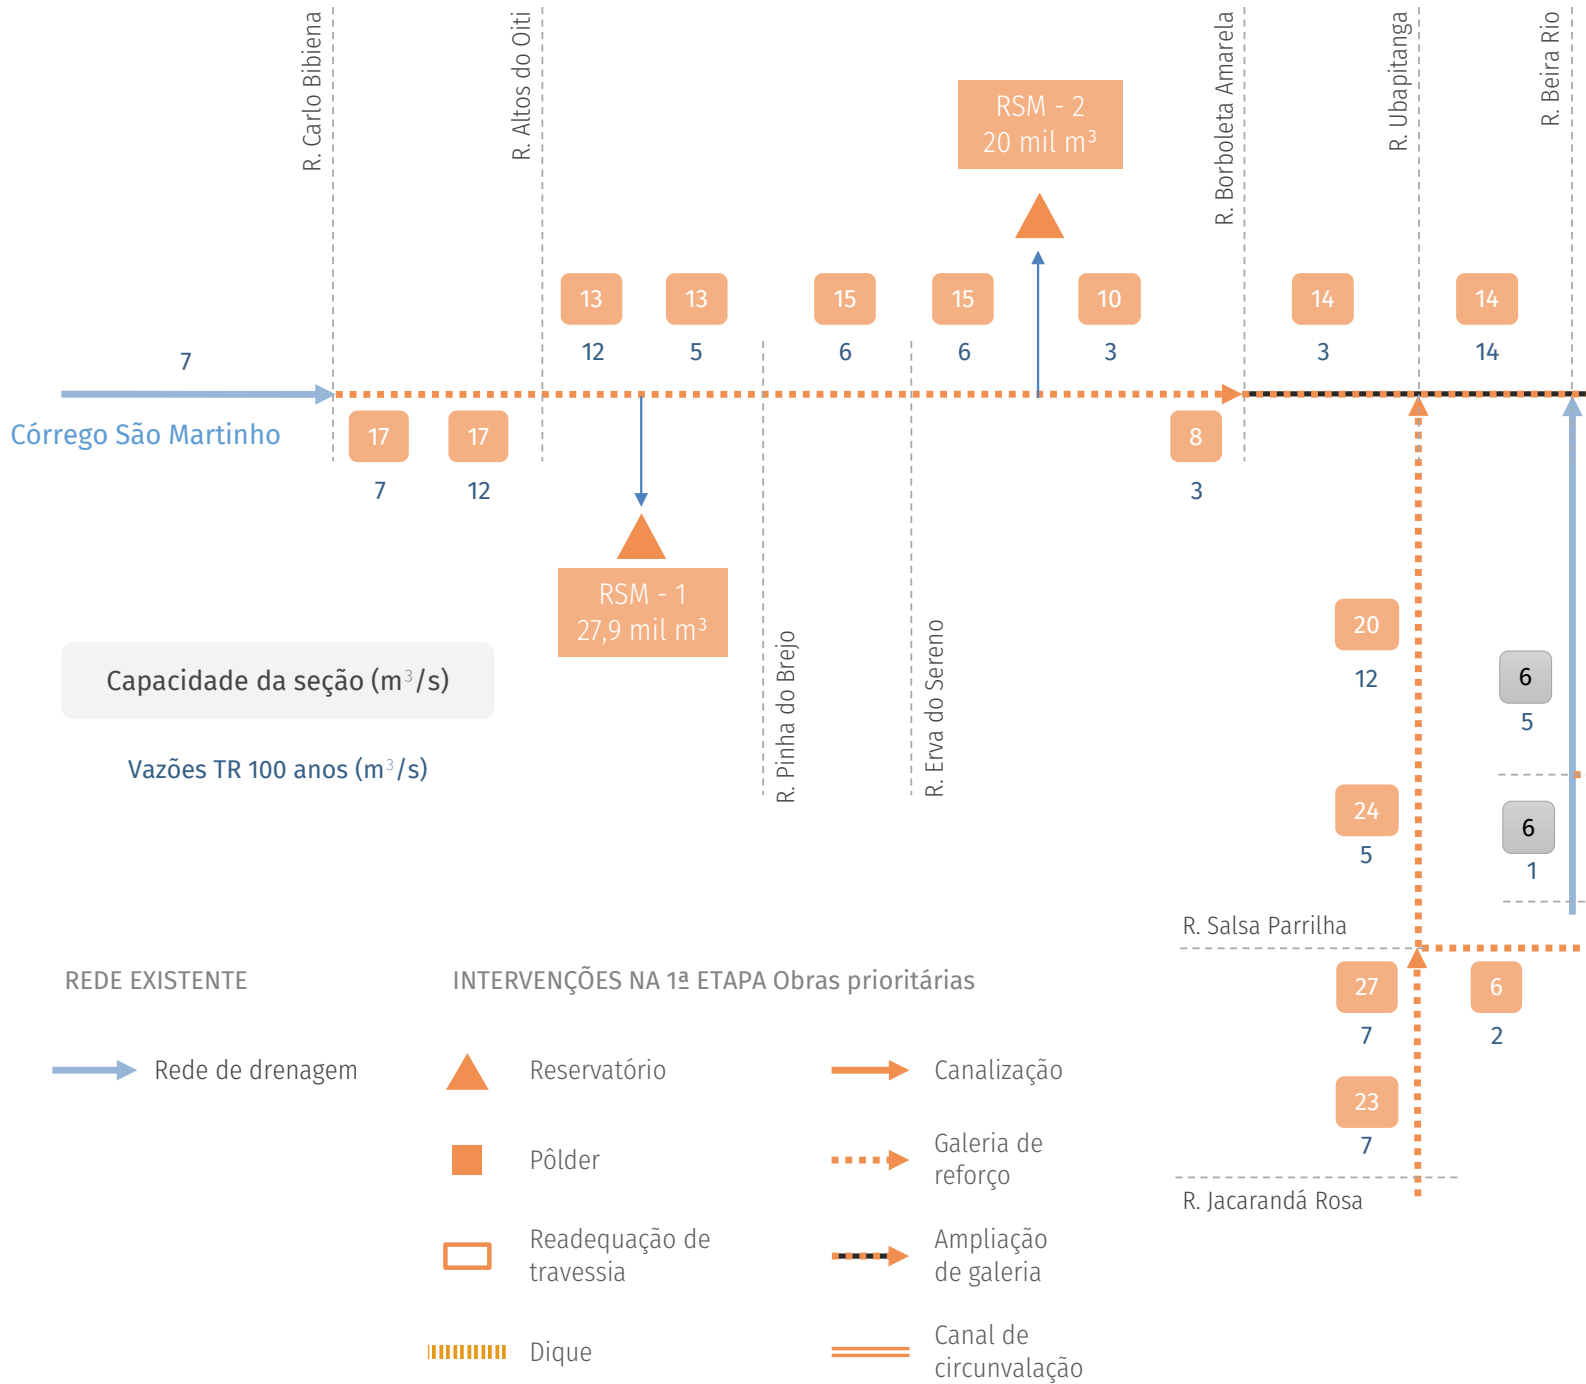 R. Carlo Bibiena
R. Altos do Oiti
R. Borboleta Amarela
R. Ubapitanga
R. Beira Rio
RSM - 2
20 mil m³
13
13
15
15
10
14
14
7
12
5
6
6
3
3
14
Córrego São Martinho
17
17
8
7
12
3
RSM - 1
27,9 mil m³
R. Pinha do Brejo
R. Erva do Sereno
Capacidade da seção (m³/s)
Vazões TR 100 anos (m³/s)
20
12
6
5
24
5
6
1
R. Salsa Parrilha
27
7
6
2
23
7
R. Jacarandá Rosa
REDE EXISTENTE
Rede de drenagem
INTERVENÇÕES NA 1ª ETAPA Obras prioritárias
Reservatório
Canalização
Pôlder
Galeria de
reforço
Readequação de
travessia
Ampliação
de galeria
Dique
Canal de
circunvalação